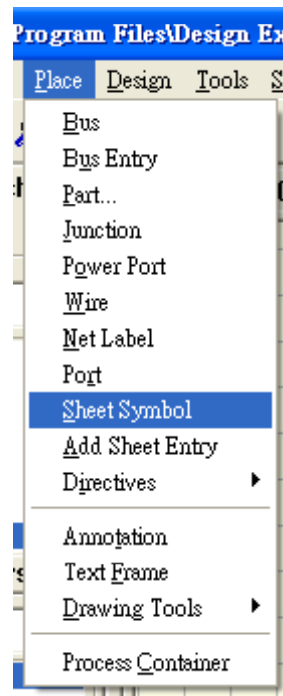 Program Files\Design Ex
Place Design Tools S
Bus
Bus Entry
Part...
Junction
Power Port
Wire
Net Label
Port
Sheet Symbol
Add Sheet Entry
Directives
Annotation
Text Frame
Drawing Tools
Process Container